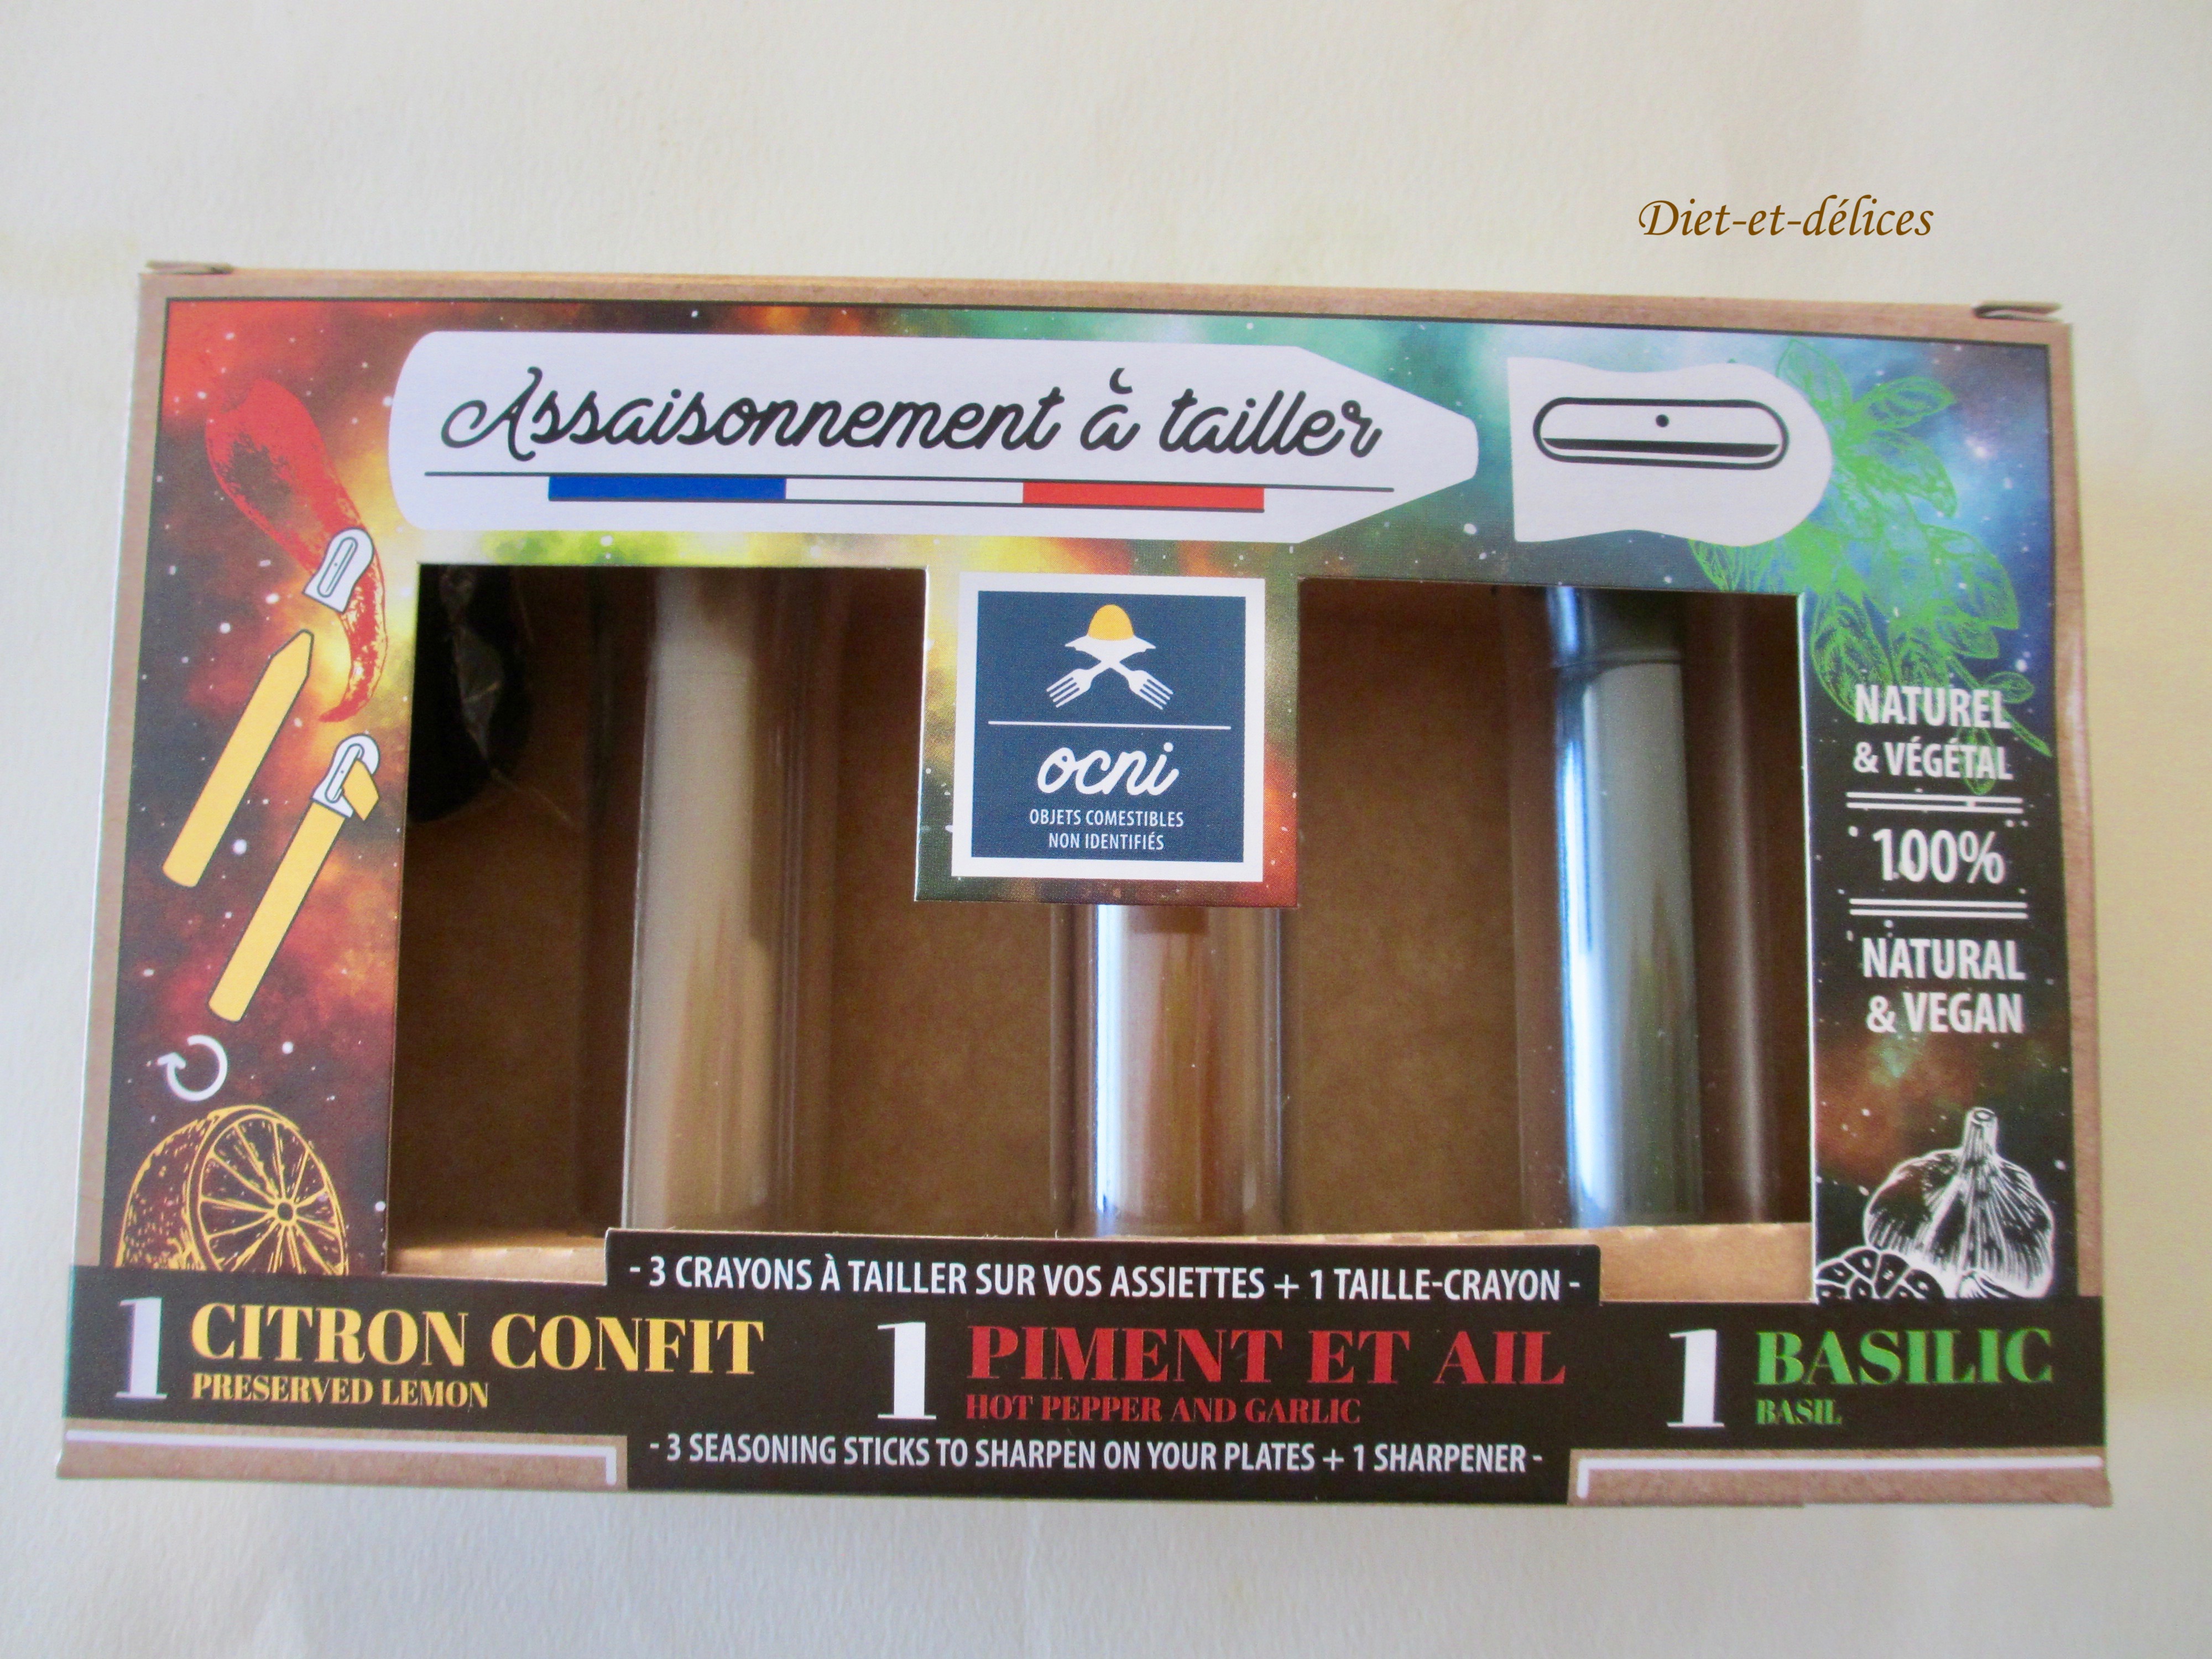 Diet-et-délices
Assaisonnement à tailler
ocni
OBJETS COMESTIBLES
NON IDENTIFIÉS
NATUREL
& VÉGÉTAL
100%
NATURAL
& VEGAN
- 3 CRAYONS À TAILLER SUR VOS ASSIETTES + 1 TAILLE-CRAYON -
1 CITRON CONFIT
PRESERVED LEMON
1 PIMENT ET AIL
HOT PEPPER AND GARLIC
1 BASILIC
BASIL
- 3 SEASONING STICKS TO SHARPEN ON YOUR PLATES + 1 SHARPENER -